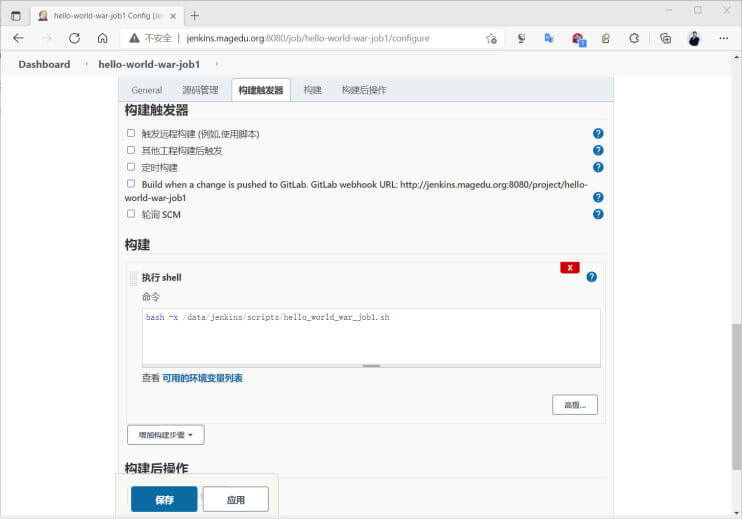 hello-world-war-job1 Config [Jen
不安全 | jenkins.magedu.org:8080/job/hello-world-war-job1/configure
Dashboard › hello-world-war-job1 ›
General 源码管理 构建触发器 构建 构建后操作
构建触发器
触发远程构建 (例如,使用脚本)
其他工程构建后触发
定时构建
Build when a change is pushed to GitLab. GitLab webhook URL: http://jenkins.magedu.org:8080/project/hello-
world-war-job1
轮询 SCM
构建
X
执行 shell
命令
bash -x /data/jenkins/scripts/hello_world_war_job1.sh
查看 可用的环境变量列表
高级...
增加构建步骤
构建后操作
保存 应用